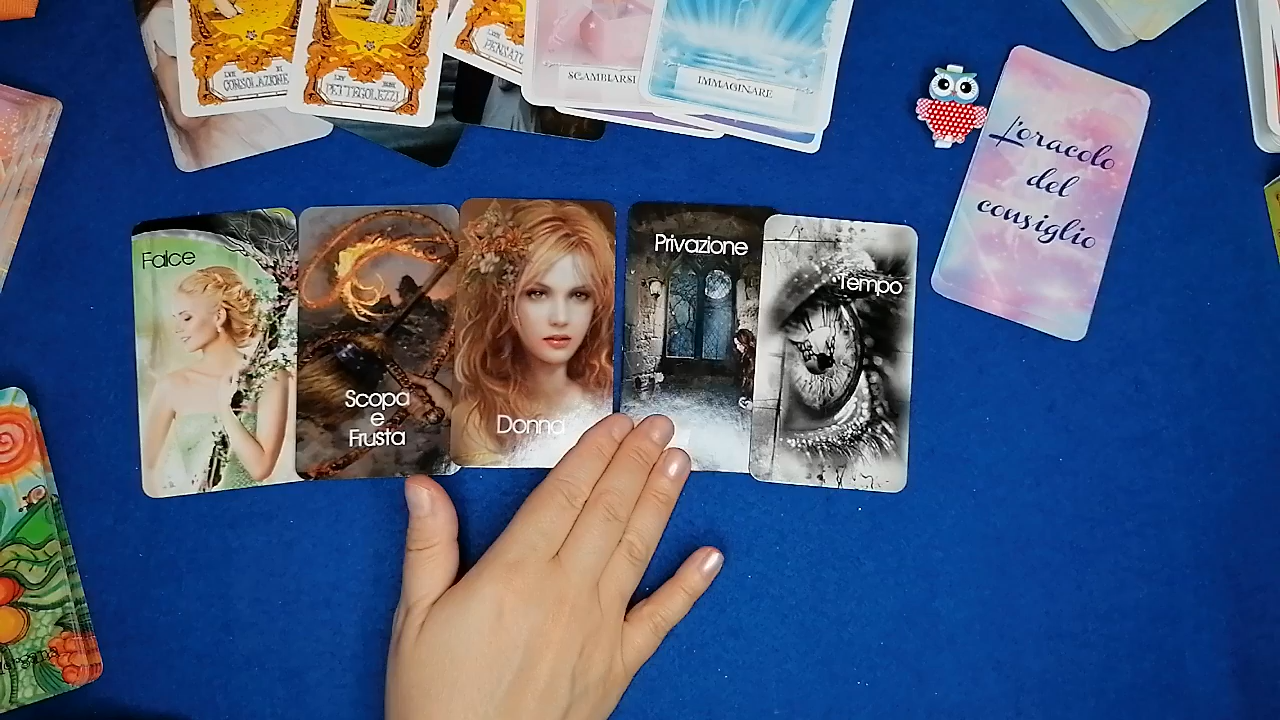 CONSOLAZIONE
PETTEGOLEZZI
SCAMBIARSI
IMMAGINARE
L'oracolo
del
consiglio
Falce
Scopa
e
Frusta
Donna
Privazione
Tempo